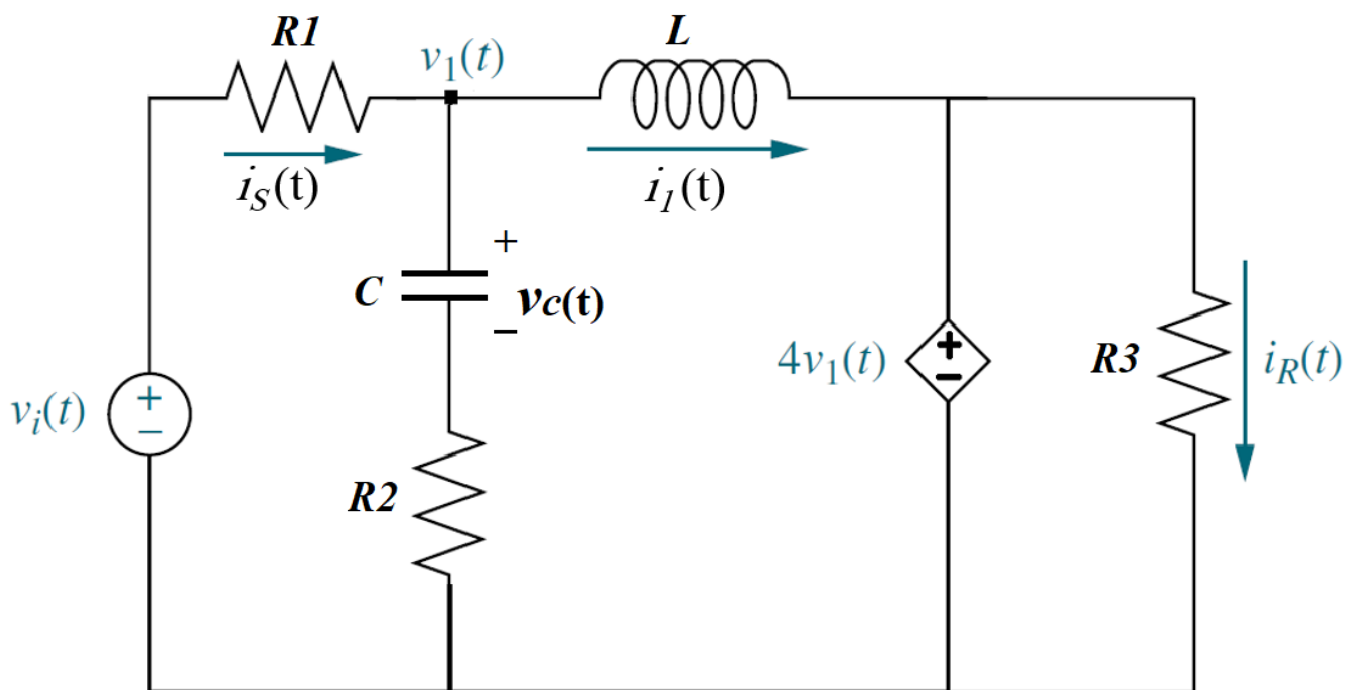 R1
L
v₁(t)
iS(t)
i1(t)
+
C
vc(t)
−
+
−
4v₁(t)
+
−
R3
iR(t)
vi(t)
+
−
R2